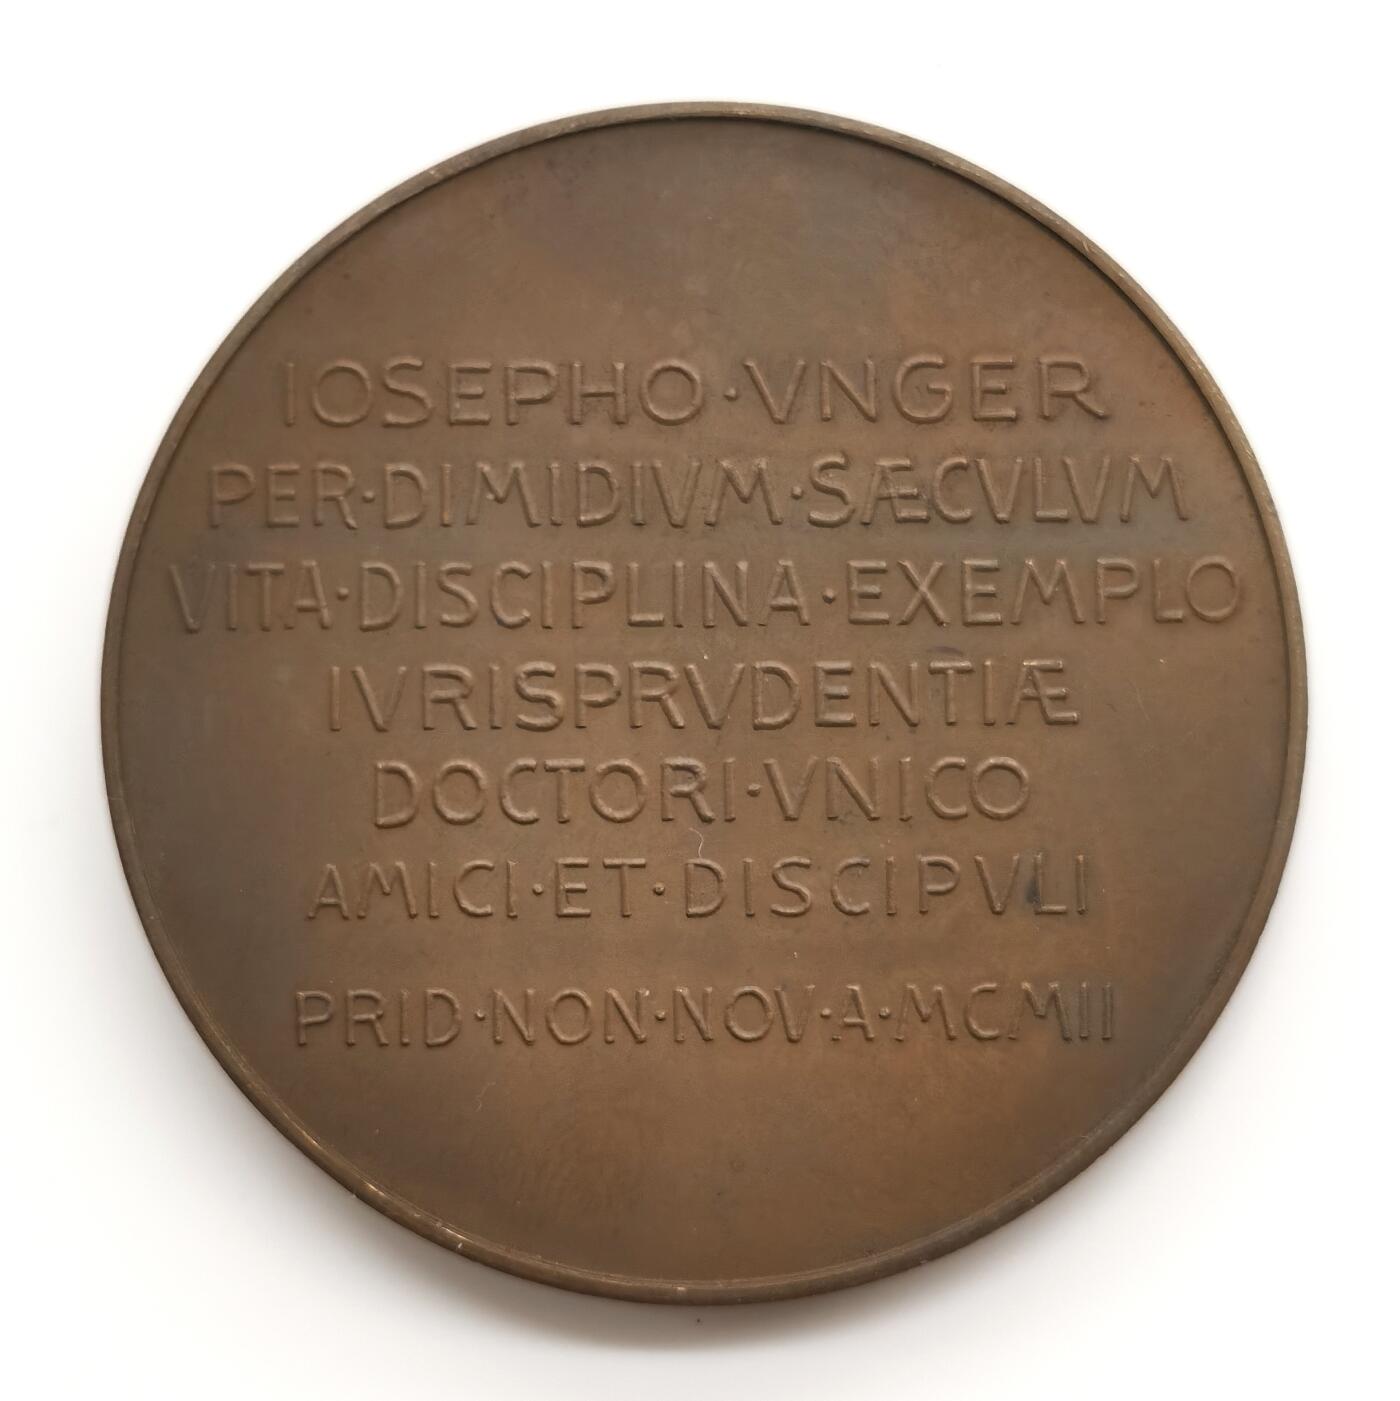 IOSEPHO·VNGER
PER·DIMIDIVM·SÆCVLVM
VITA·DISCIPLINA·EXEMPLO
IVRISPRVDENTIÆ
DOCTORI·VNICO
AMICI·ET·DISCIPVLI
PRID·NON·NOV·A·MCMII